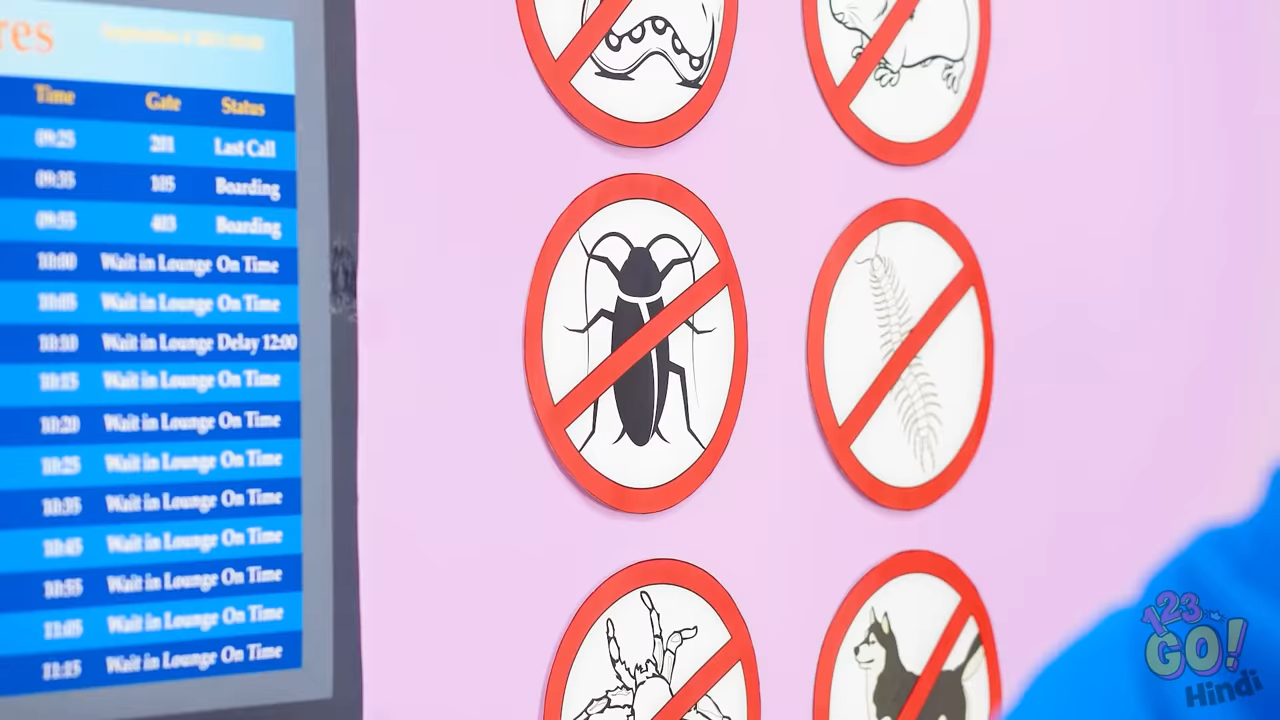 res
Time Gate Status
09:25 201 Last Call
09:35 105 Boarding
09:55 403 Boarding
10:00 Wait in Lounge On Time
10:05 Wait in Lounge On Time
10:10 Wait in Lounge Delay 12:00
10:15 Wait in Lounge On Time
10:20 Wait in Lounge On Time
10:25 Wait in Lounge On Time
10:35 Wait in Lounge On Time
10:45 Wait in Lounge On Time
10:55 Wait in Lounge On Time
11:05 Wait in Lounge On Time
11:15 Wait in Lounge On Time
123
GO!
Hindi